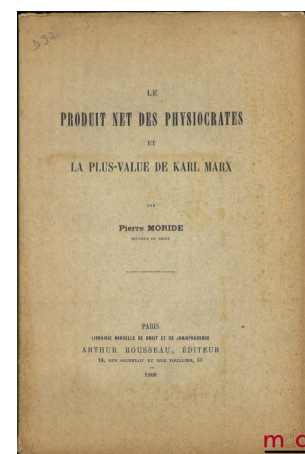 D92
LE
PRODUIT NET DES PHYSIOCRATES
ET
LA PLUS-VALUE DE KARL MARX
PAR
Pierre MORIDE
DOCTEUR EN DROIT
PARIS
LIBRAIRIE NOUVELLE DE DROIT ET DE JURISPRUDENCE
ARTHUR ROUSSEAU, ÉDITEUR
14, RUE SOUFFLOT ET RUE TOULLIER, 13
1908